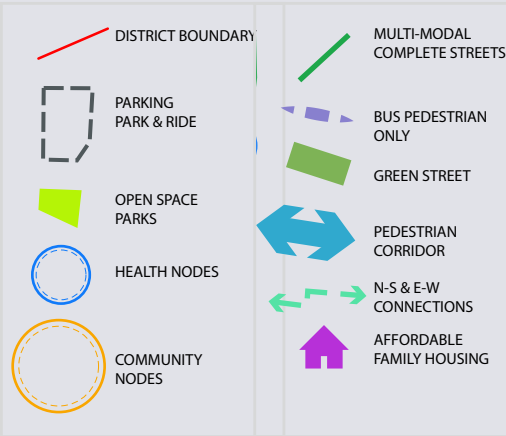 DISTRICT BOUNDARY
PARKING
PARK & RIDE
OPEN SPACE
PARKS
HEALTH NODES
COMMUNITY
NODES
MULTI-MODAL
COMPLETE STREETS
BUS PEDESTRIAN
ONLY
GREEN STREET
PEDESTRIAN
CORRIDOR
N-S & E-W
CONNECTIONS
AFFORDABLE
FAMILY HOUSING